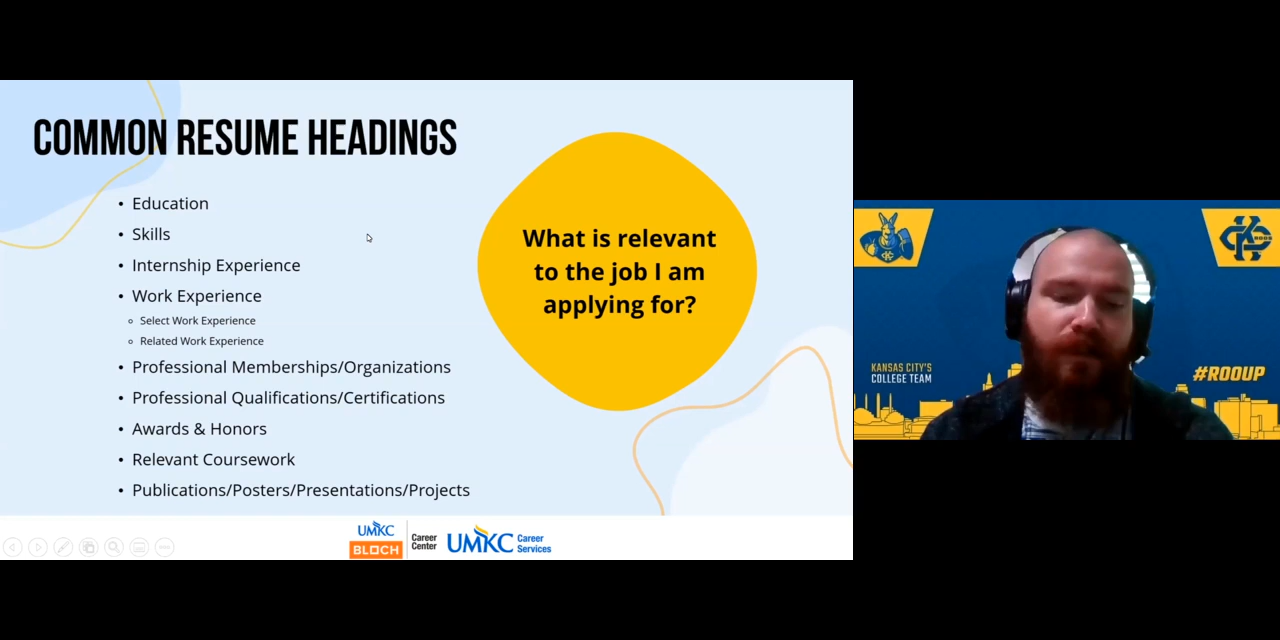 COMMON RESUME HEADINGS
• Education
• Skills
• Internship Experience
• Work Experience
Select Work Experience
Related Work Experience
• Professional Memberships/Organizations
• Professional Qualifications/Certifications
• Awards & Honors
• Relevant Coursework
• Publications/Posters/Presentations/Projects
What is relevant
to the job I am
applying for?
UMKC
BLOCH
Career
Center
UMKC
Career
Services
KC
ROOS
KANSAS CITY'S
COLLEGE TEAM
#ROOUP